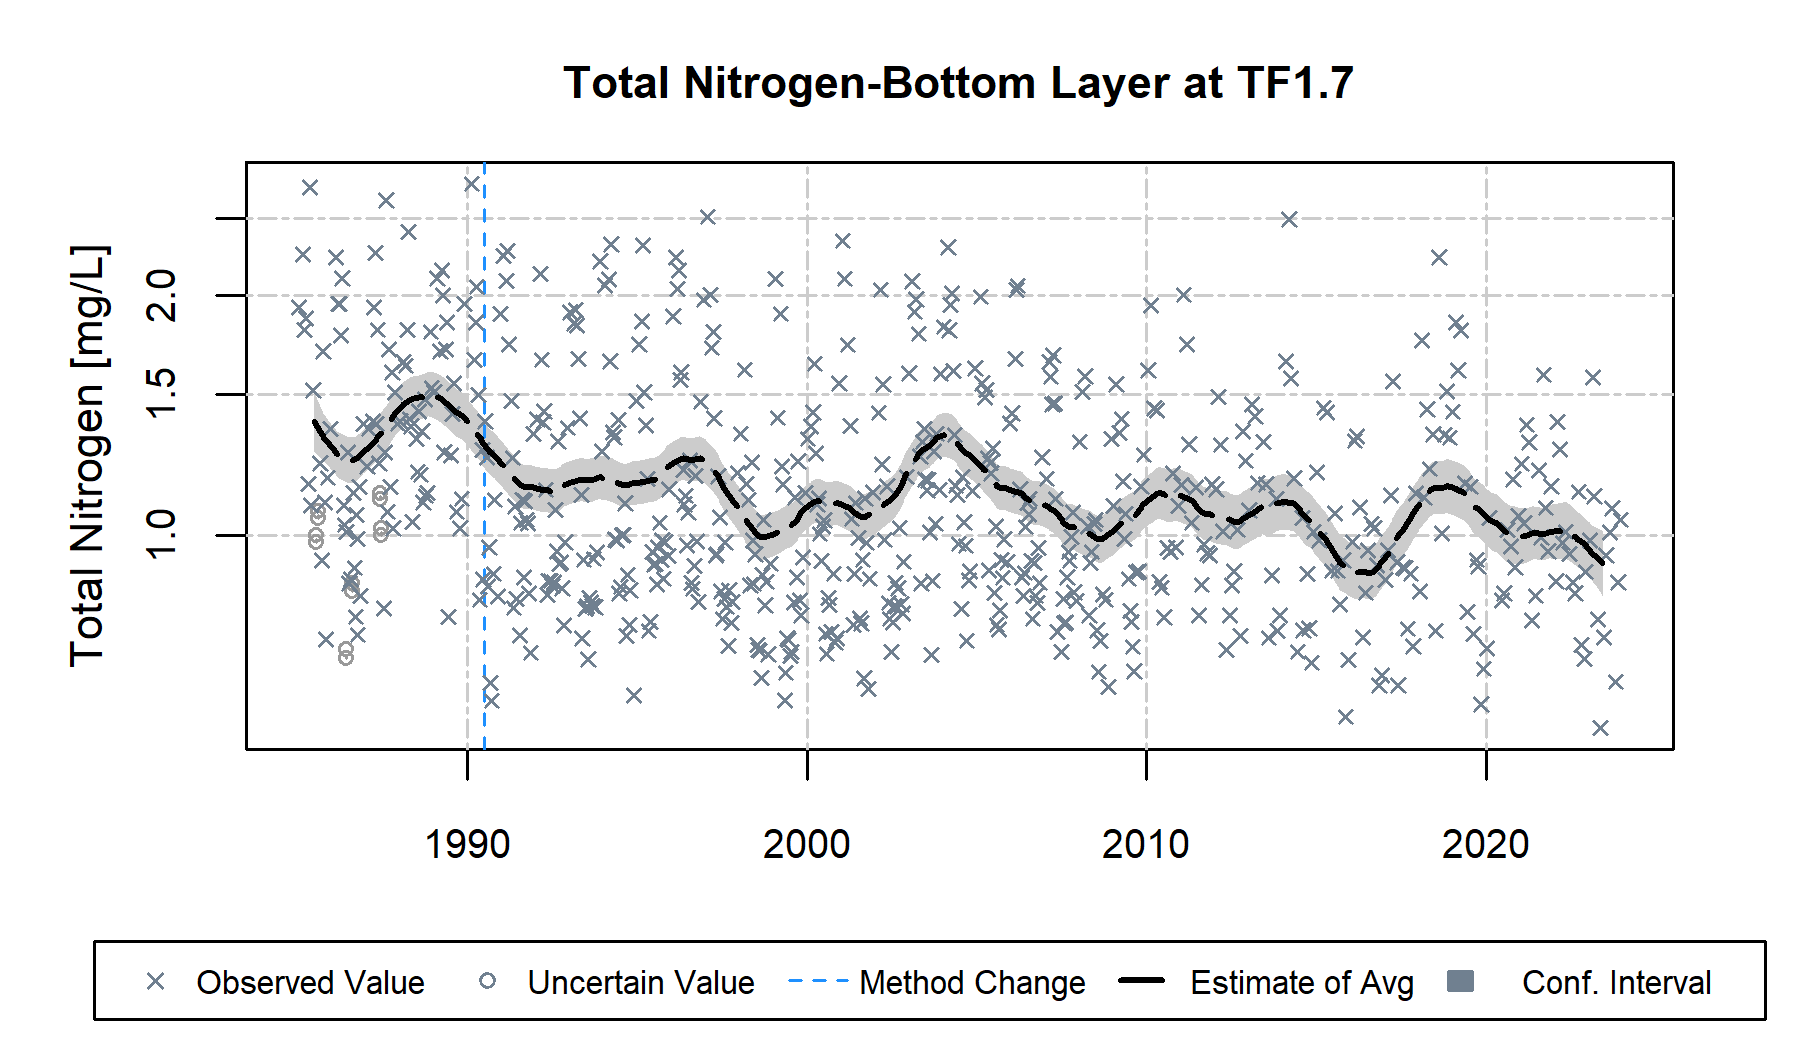 Total Nitrogen-Bottom Layer at TF1.7
Total Nitrogen [mg/L]
2.0
1.5
1.0
1990 2000 2010 2020
Observed Value Uncertain Value Method Change Estimate of Avg Conf. Interval